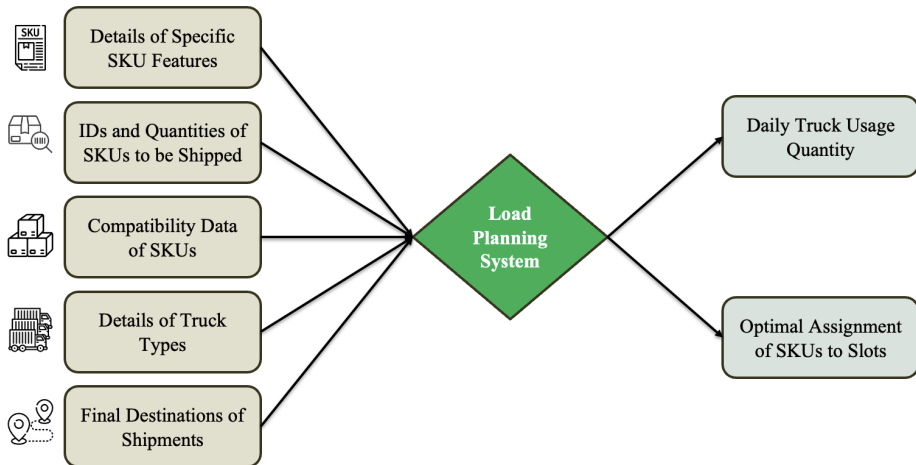 SKU
Details of Specific
SKU Features
IDs and Quantities of
SKUs to be Shipped
Compatibility Data
of SKUs
Details of Truck
Types
Final Destinations of
Shipments
Load
Planning
System
Daily Truck Usage
Quantity
Optimal Assignment
of SKUs to Slots